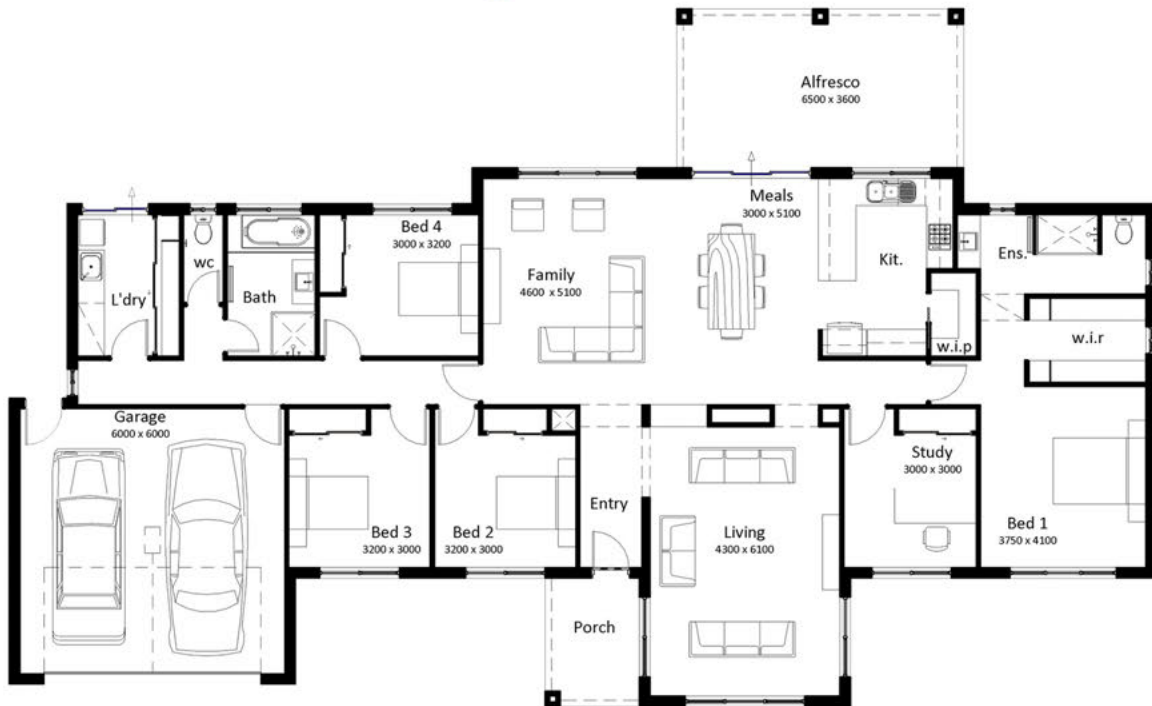 Alfresco
6500 x 3600
Meals
3000 x 5100
Bed 4
3000 x 3200
Kit.
Ens.
wc
Family
4600 x 5100
L'dry
Bath
w.i.p
w.i.r
Garage
6000 x 6000
Study
3000 x 3000
Entry
Bed 3
3200 x 3000
Bed 2
3200 x 3000
Living
4300 x 6100
Bed 1
3750 x 4100
Porch